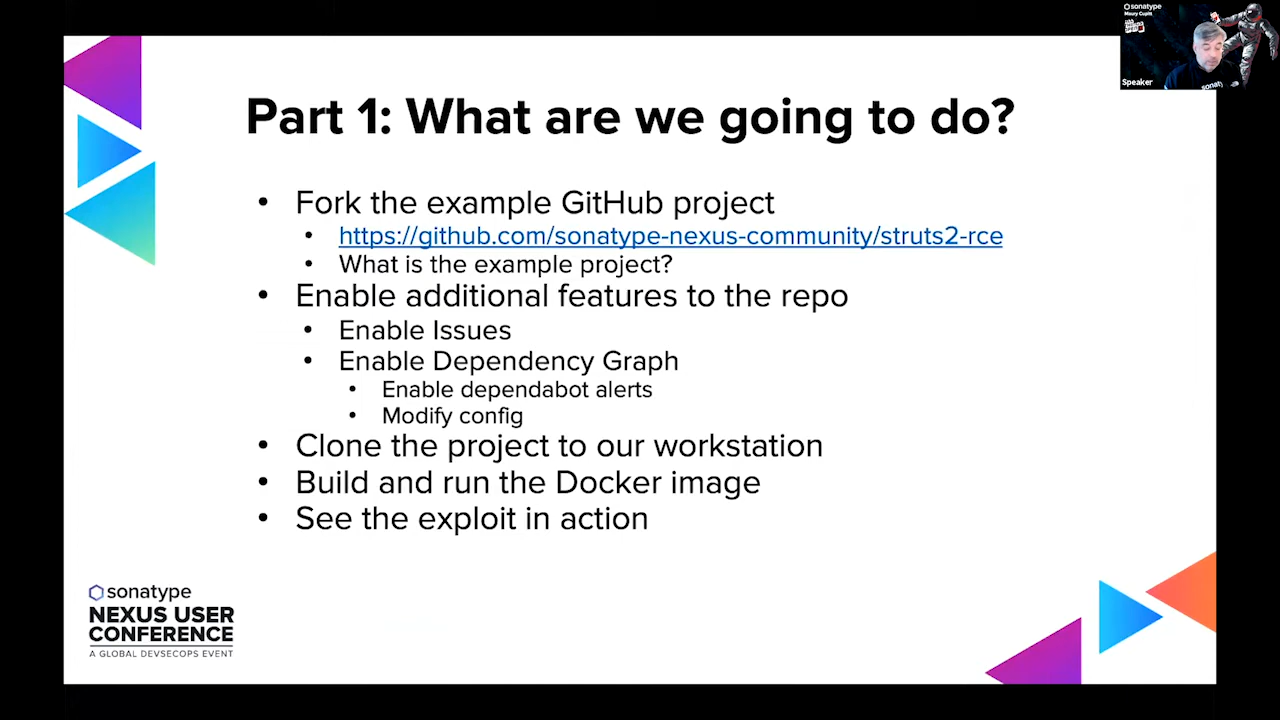 Part 1: What are we going to do?
• Fork the example GitHub project
• https://github.com/sonatype-nexus-community/struts2-rce
• What is the example project?
• Enable additional features to the repo
• Enable Issues
• Enable Dependency Graph
• Enable dependabot alerts
• Modify config
• Clone the project to our workstation
• Build and run the Docker image
• See the exploit in action
sonatype
NEXUS USER
CONFERENCE
A GLOBAL DEVSECOPS EVENT
sonatype
Maury Cupitt
Speaker